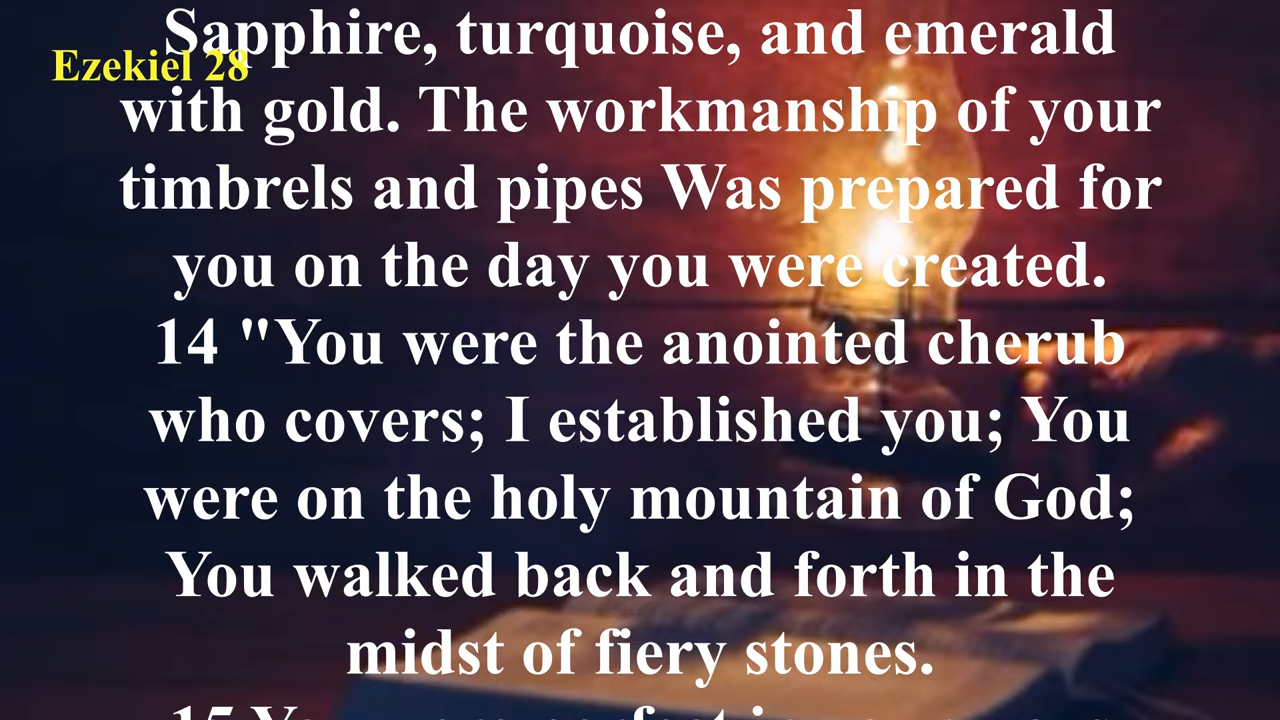 Sapphire, turquoise, and emerald
Ezekiel 28
with gold. The workmanship of your
timbrels and pipes Was prepared for
you on the day you were created.
14 "You were the anointed cherub
who covers; I established you; You
were on the holy mountain of God;
You walked back and forth in the
midst of fiery stones.